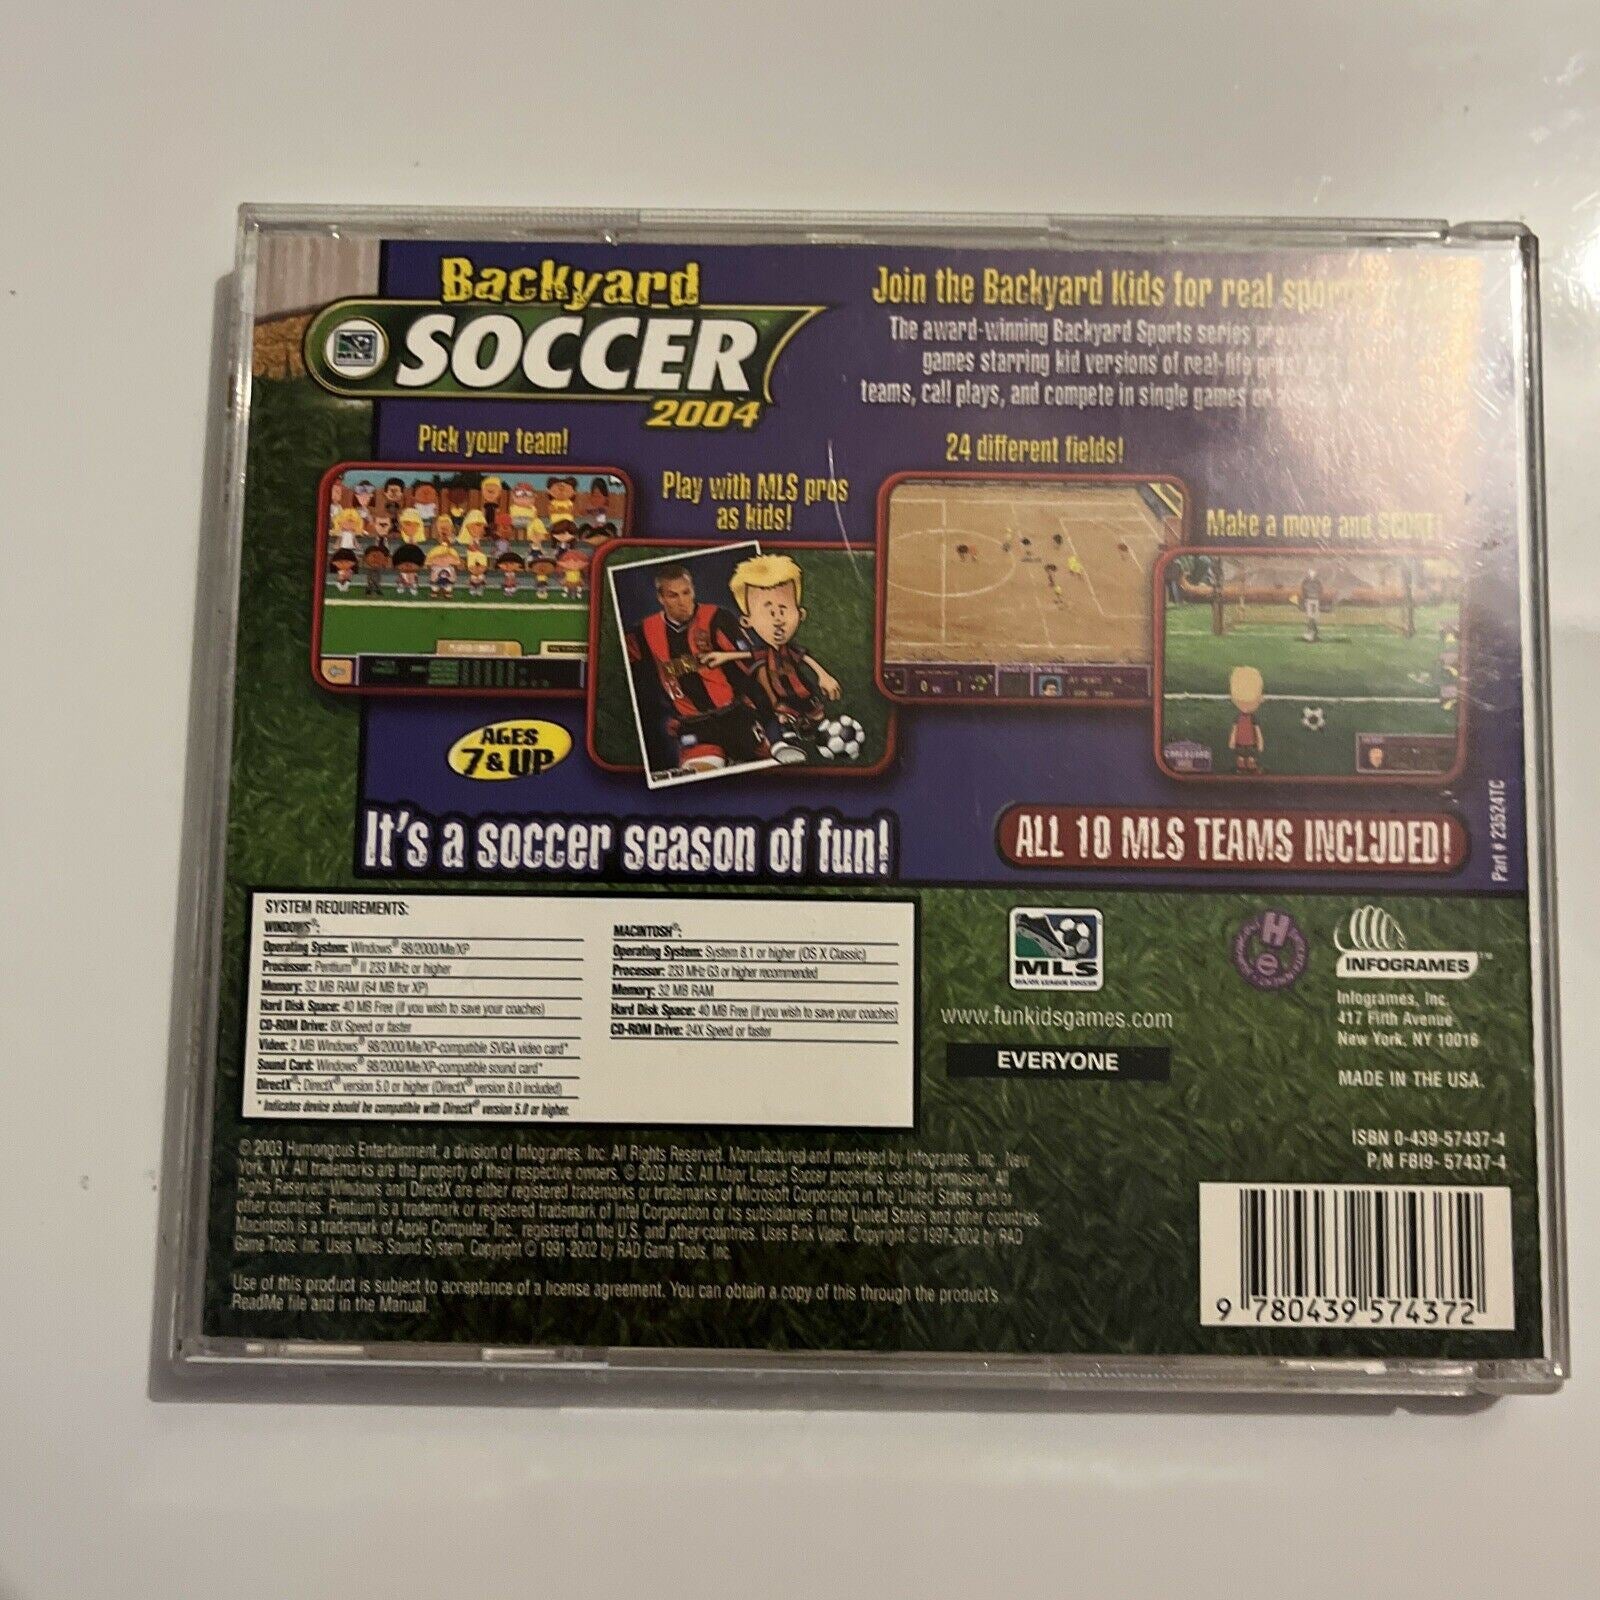 Backyard
MLS
SOCCER™
2004
Join the Backyard Kids for real
The award-winning Backyard Sports series
games starring kid versions of real-life
teams, call plays, and compete in single games or
Pick your team!
Play with MLS pros
as kids!
24 different fields!
Make a move and SCORE!
0 1
AGES
7 & UP
It's a soccer season of fun!
ALL 10 MLS TEAMS INCLUDED!
Part # 23524TC
SYSTEM REQUIREMENTS:
WINDOWS®:
Operating System: Windows® 98/2000/Me/XP
Processor: Pentium® II 233 MHz or higher
Memory: 32 MB RAM (64 MB for XP)
Hard Disk Space: 40 MB Free (if you wish to save your coaches)
CD-ROM Drive: 8X Speed or faster
Video: 2 MB Windows® 98/2000/Me/XP-compatible SVGA video card*
Sound Card: Windows® 98/2000/Me/XP-compatible sound card*
DirectX®: DirectX® version 5.0 or higher (DirectX® version 8.0 included)
* Indicates device should be compatible with DirectX® version 5.0 or higher.
MACINTOSH®:
Operating System: System 8.1 or higher (OS X Classic)
Processor: 233 MHz G3 or higher recommended
Memory: 32 MB RAM
Hard Disk Space: 40 MB Free (if you wish to save your coaches)
CD-ROM Drive: 24X Speed or faster
MLS
MAJOR LEAGUE SOCCER
www.funkidsgames.com
EVERYONE
H
e
INFOGRAMES™
Infogrames, Inc.
417 Fifth Avenue
New York, NY 10016
MADE IN THE USA.
ISBN 0-439-57437-4
P/N FBI9- 57437-4
© 2003 Humongous Entertainment, a division of Infogrames, Inc. All Rights Reserved. Manufactured and marketed by Infogrames, Inc., New
York, NY. All trademarks are the property of their respective owners. © 2003 MLS. All Major League Soccer properties used by permission. All
Rights Reserved. Windows and DirectX are either registered trademarks or trademarks of Microsoft Corporation in the United States and/or
other countries. Pentium is a trademark or registered trademark of Intel Corporation or its subsidiaries in the United States and other countries.
Macintosh is a trademark of Apple Computer, Inc., registered in the U.S. and other countries. Uses Bink Video. Copyright © 1997-2002 by RAD
Game Tools, Inc. Uses Miles Sound System. Copyright © 1991-2002 by RAD Game Tools, Inc.
Use of this product is subject to acceptance of a license agreement. You can obtain a copy of this through the product's
ReadMe file and in the Manual.
9 780439 574372